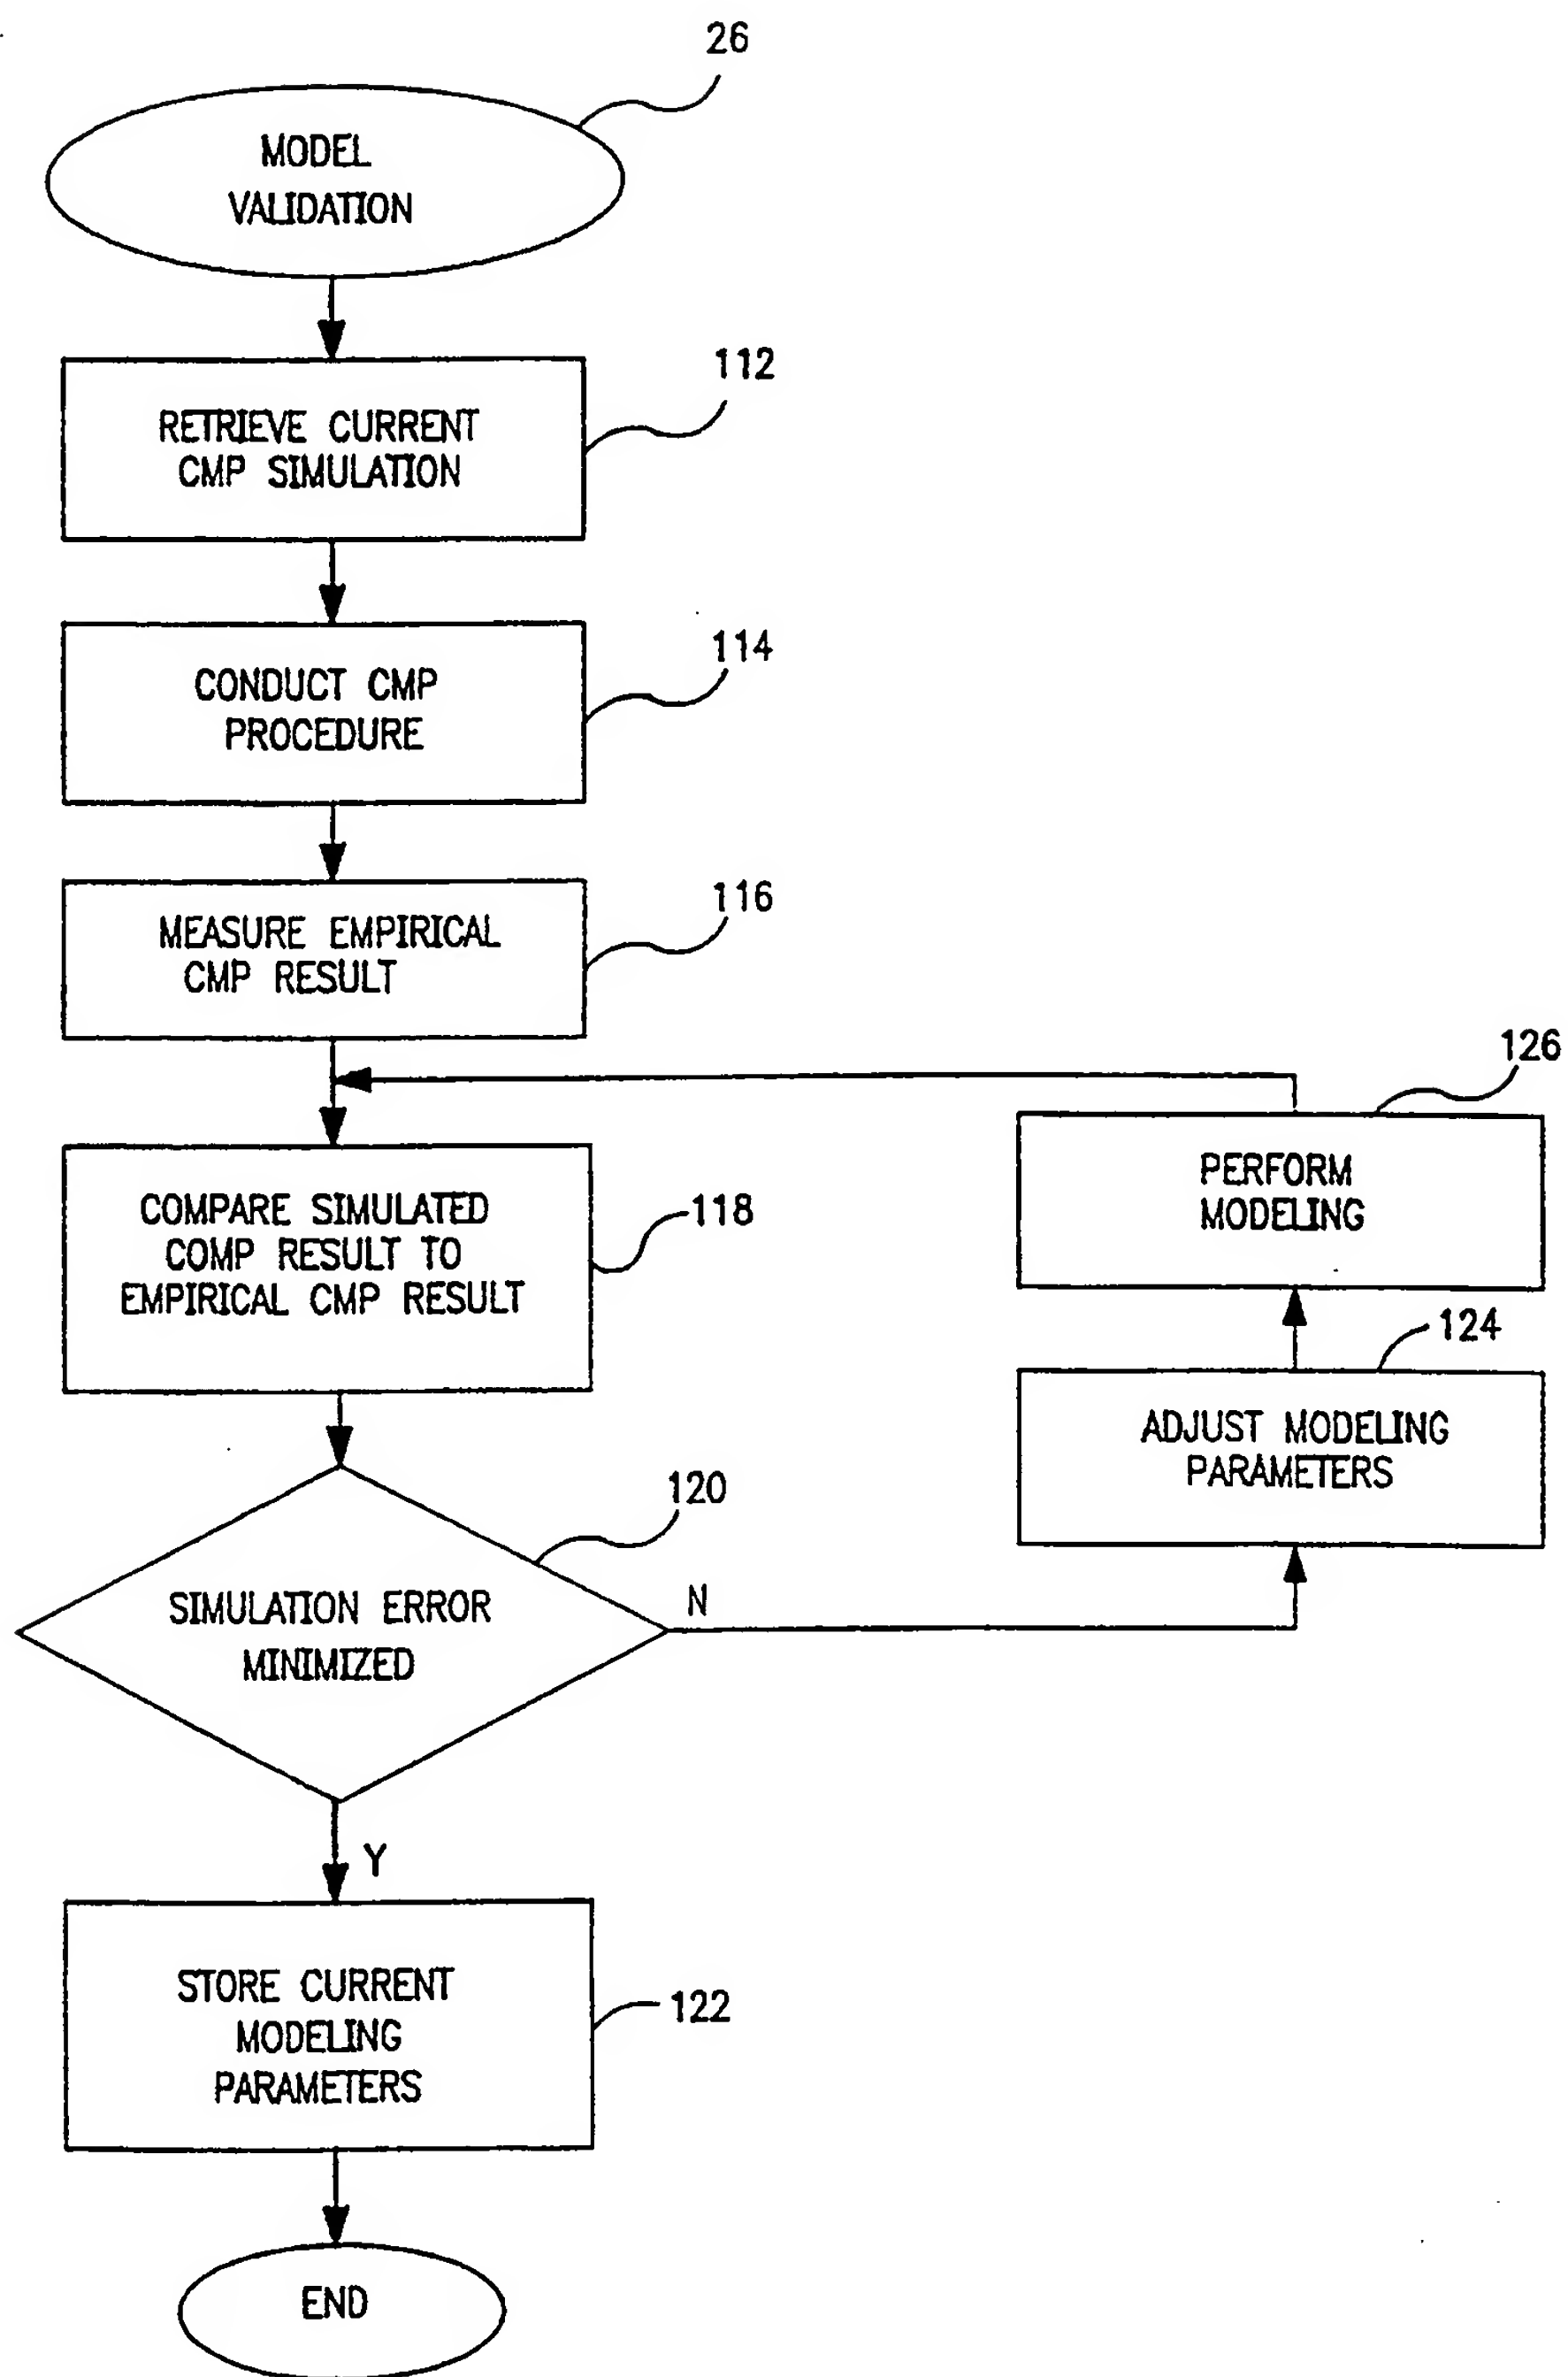 26
MODEL
VALIDATION
112
RETRIEVE CURRENT
CMP SIMULATION
114
CONDUCT CMP
PROCEDURE
116
MEASURE EMPIRICAL
CMP RESULT
126
PERFORM
MODELING
118
COMPARE SIMULATED
COMP RESULT TO
EMPIRICAL CMP RESULT
124
ADJUST MODELING
PARAMETERS
120
SIMULATION ERROR
MINIMIZED
N
Y
STORE CURRENT
MODELING
PARAMETERS
122
END